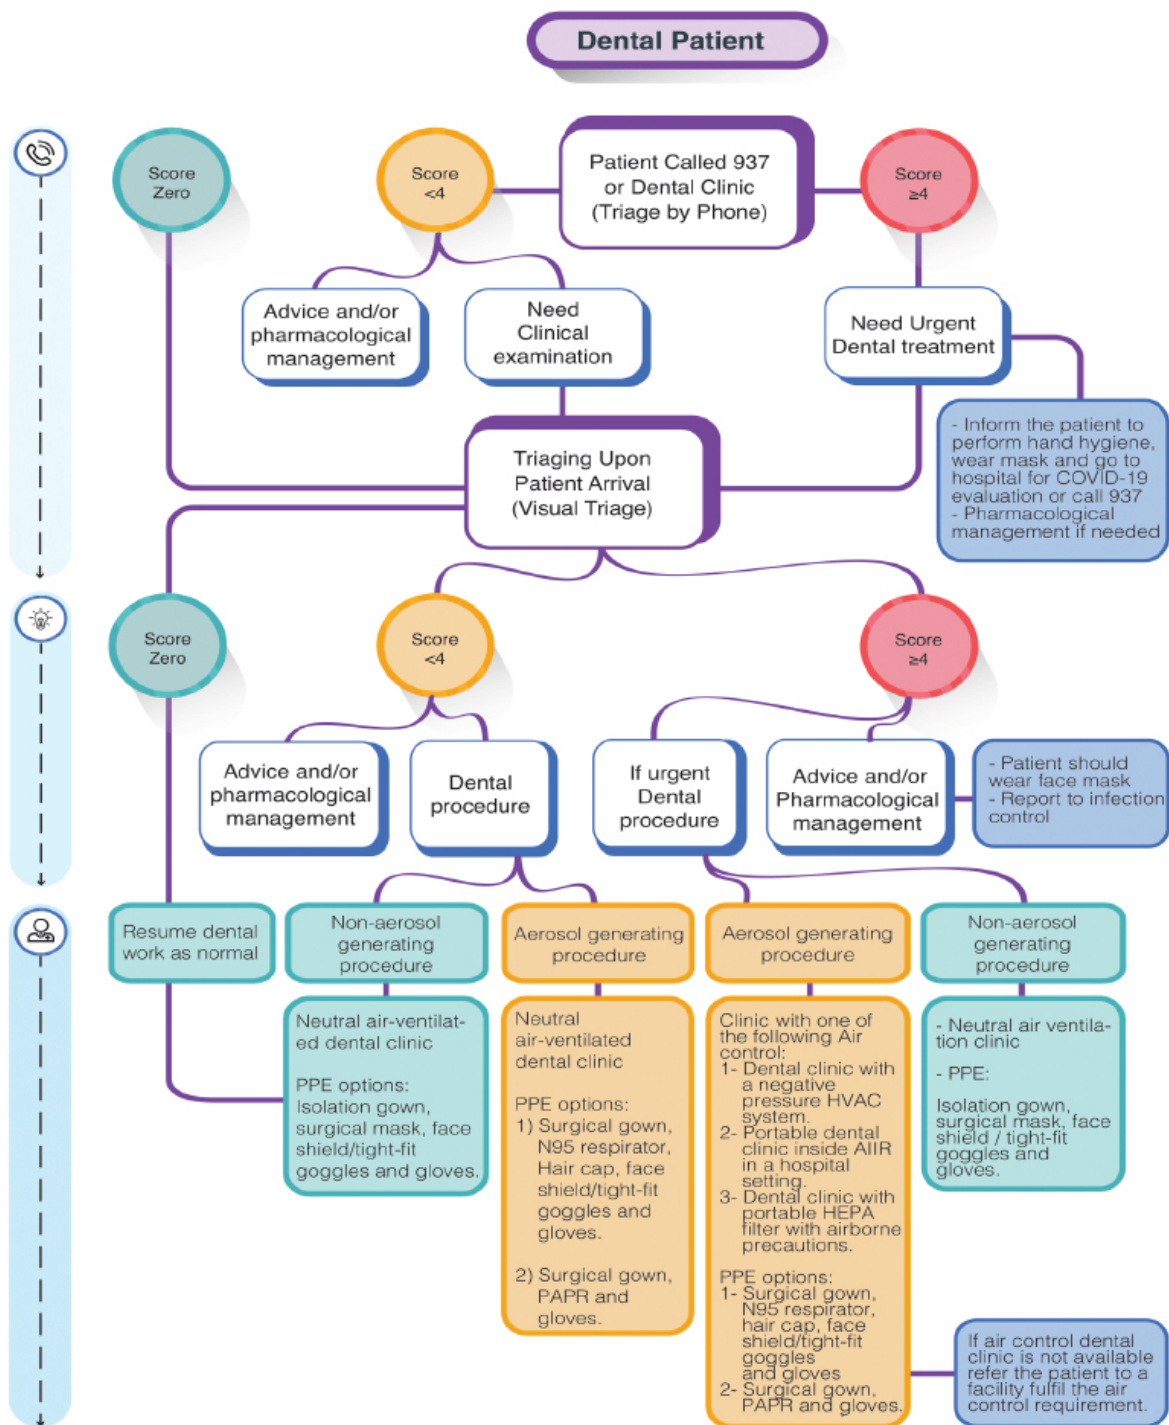 Dental Patient
Score
Zero
Score
<4
Patient Called 937
or Dental Clinic
(Triage by Phone)
Score
≥4
Advice and/or
pharmacological
management
Need
Clinical
examination
Need Urgent
Dental treatment
- Inform the patient to
perform hand hygiene,
wear mask and go to
hospital for COVID-19
evaluation or call 937
- Pharmacological
management if needed
Triaging Upon
Patient Arrival
(Visual Triage)
Score
Zero
Score
<4
Score
≥4
Advice and/or
pharmacological
management
Dental
procedure
If urgent
Dental
procedure
Advice and/or
Pharmacological
management
- Patient should
wear face mask
- Report to infection
control
Resume dental
work as normal
Non-aerosol
generating
procedure
Aerosol generating
procedure
Aerosol generating
procedure
Non-aerosol
generating
procedure
Neutral air-ventilat-
ed dental clinic
PPE options:
Isolation gown,
surgical mask, face
shield/tight-fit
goggles and gloves.
Neutral
air-ventilated
dental clinic
PPE options:
1) Surgical gown,
N95 respirator,
Hair cap, face
shield/tight-fit
goggles and
gloves.
2) Surgical gown,
PAPR and
gloves.
Clinic with one of
the following Air
control:
1- Dental clinic with
a negative
pressure HVAC
system.
2- Portable dental
clinic inside AIIR
in a hospital
setting.
3- Dental clinic with
portable HEPA
filter with airborne
precautions.
PPE options:
1- Surgical gown,
N95 respirator,
hair cap, face
shield/tight-fit
goggles
and gloves
2- Surgical gown,
PAPR and gloves.
- Neutral air ventila-
tion clinic
- PPE:
Isolation gown,
surgical mask, face
shield / tight-fit
goggles and
gloves.
If air control dental
clinic is not available
refer the patient to a
facility fulfil the air
control requirement.